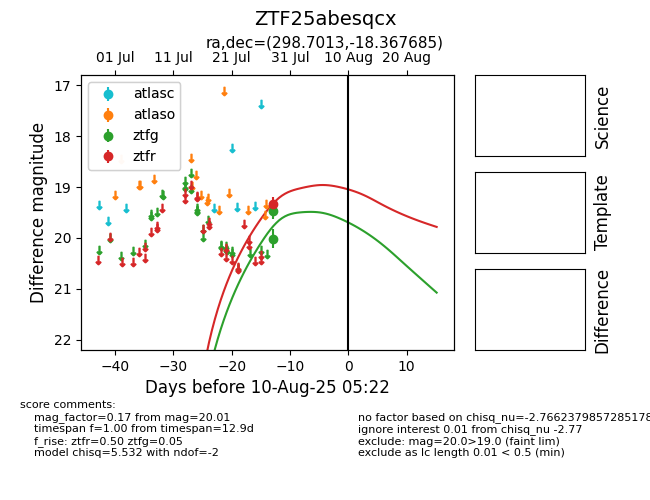 ZTF25abesqcx
ra,dec=(298.7013,-18.367685)
01 Jul 11 Jul 21 Jul 31 Jul 10 Aug 20 Aug
17
18
19
20
21
22
Difference magnitude
atlasc
atlaso
ztfg
ztfr
−40 −30 −20 −10 0 10
Days before 10-Aug-25 05:22
Science
Template
Difference
score comments:
mag_factor=0.17 from mag=20.01
timespan f=1.00 from timespan=12.9d
f_rise: ztfr=0.50 ztfg=0.05
model chisq=5.532 with ndof=-2
no factor based on chisq_nu=-2.7662379857285178
ignore interest 0.01 from chisq_nu -2.77
exclude: mag=20.0>19.0 (faint lim)
exclude as lc length 0.01 < 0.5 (min)